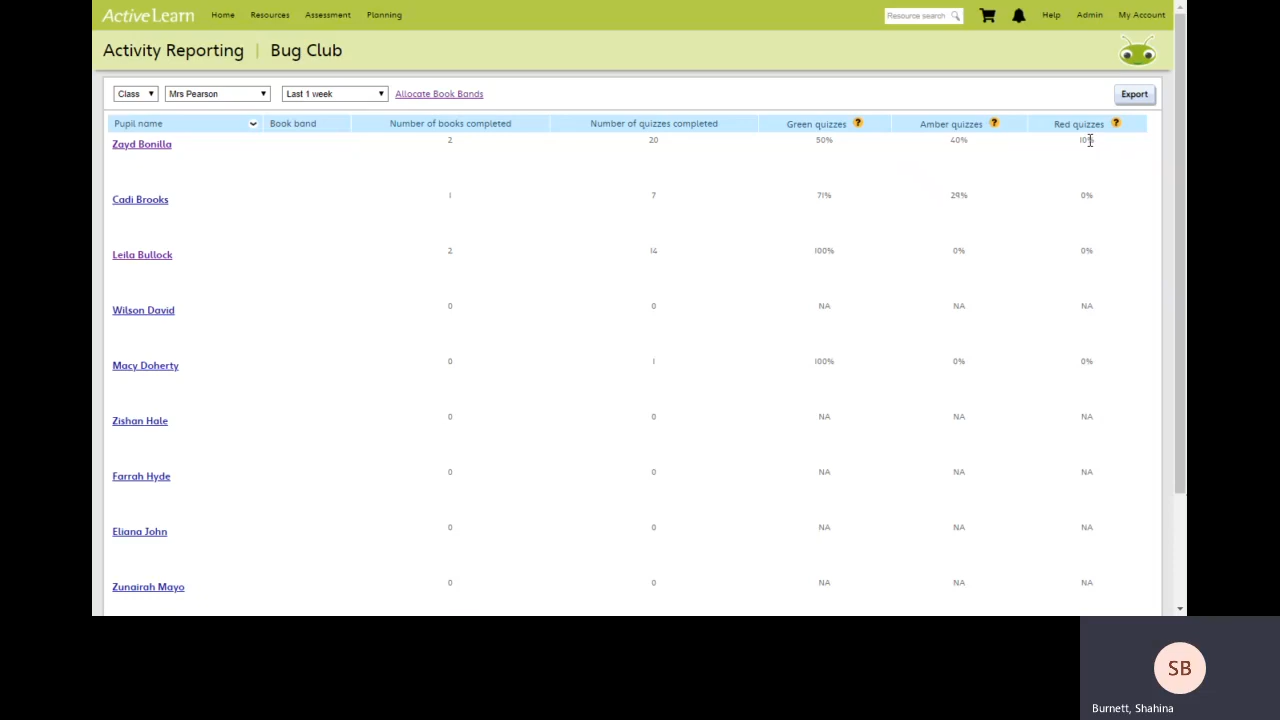 ActiveLearn Home Resources Assessment Planning Resource search Help Admin My Account
Activity Reporting | Bug Club
Class Mrs Pearson Last 1 week Allocate Book Bands Export
Pupil name Book band Number of books completed Number of quizzes completed Green quizzes ? Amber quizzes ? Red quizzes ?
Zayd Bonilla 2 20 50% 40% 10%
Cadi Brooks 1 7 71% 29% 0%
Leila Bullock 2 14 100% 0% 0%
Wilson David 0 0 NA NA NA
Macy Doherty 0 1 100% 0% 0%
Zishan Hale 0 0 NA NA NA
Farrah Hyde 0 0 NA NA NA
Eliana John 0 0 NA NA NA
Zunairah Mayo 0 0 NA NA NA
SB
Burnett, Shahina